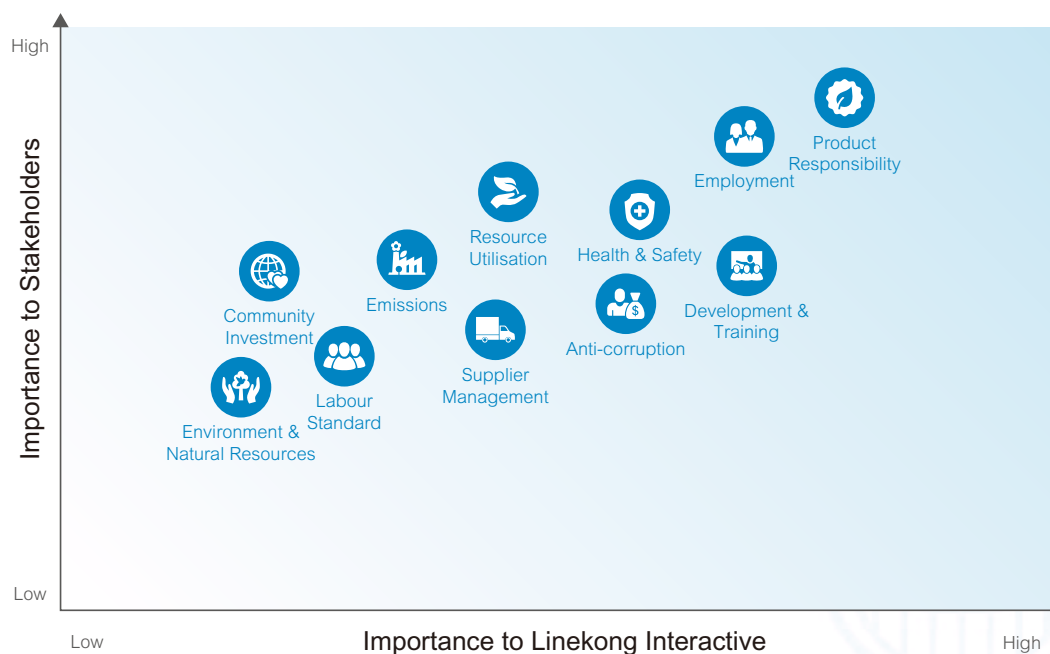 High
Importance to Stakeholders
Product
Responsibility
Employment
Resource
Utilisation
Health & Safety
Emissions
Community
Investment
Development &
Training
Anti-corruption
Supplier
Management
Labour
Standard
Environment &
Natural Resources
$
Low
Low
Importance to Linekong Interactive
High